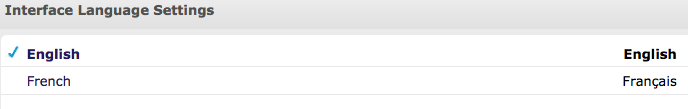 Interface Language Settings
English English
French Français